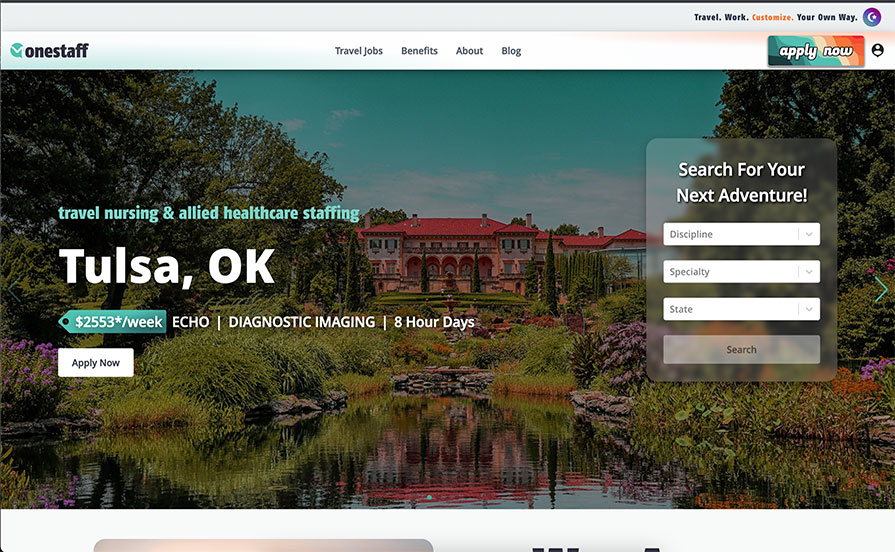 Travel. Work. Customize. Your Own Way.
onestaff
Travel Jobs Benefits About Blog
apply now
travel nursing & allied healthcare staffing
Tulsa, OK
$2553*/week ECHO | DIAGNOSTIC IMAGING | 8 Hour Days
Apply Now
Search For Your
Next Adventure!
Discipline
Specialty
State
Search